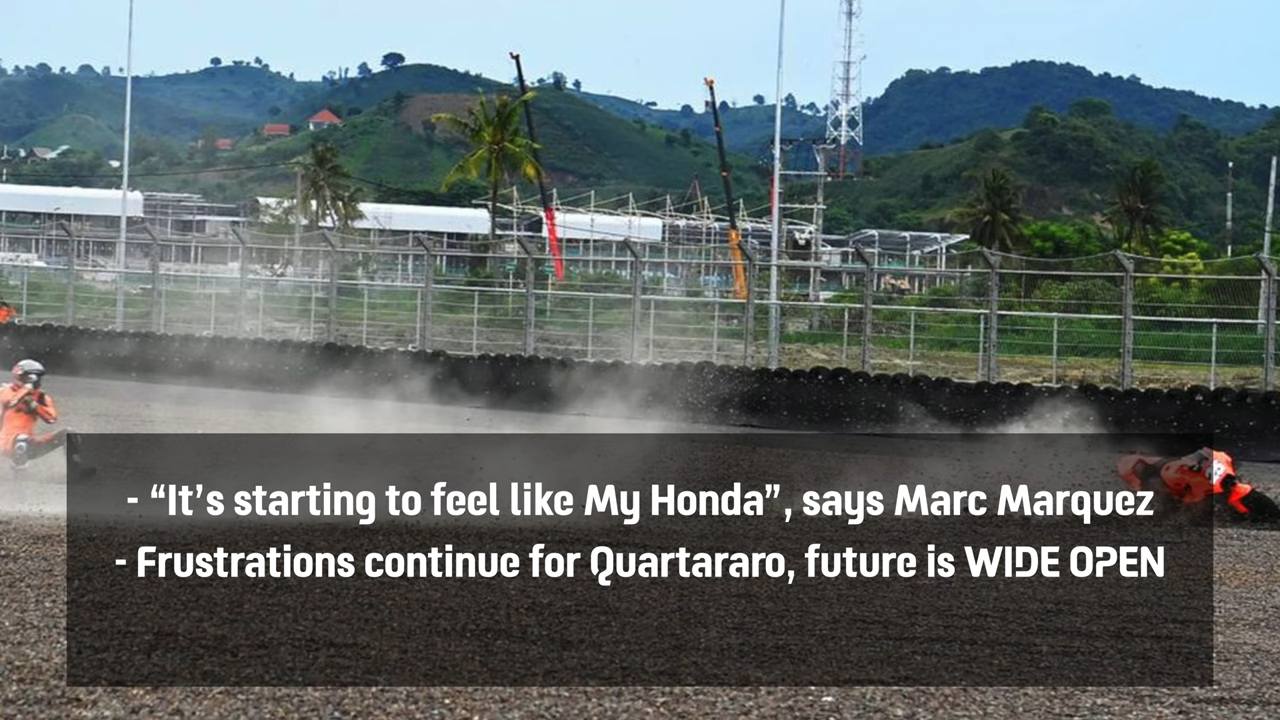 - “It’s starting to feel like My Honda”, says Marc Marquez
- Frustrations continue for Quartararo, future is WIDE OPEN